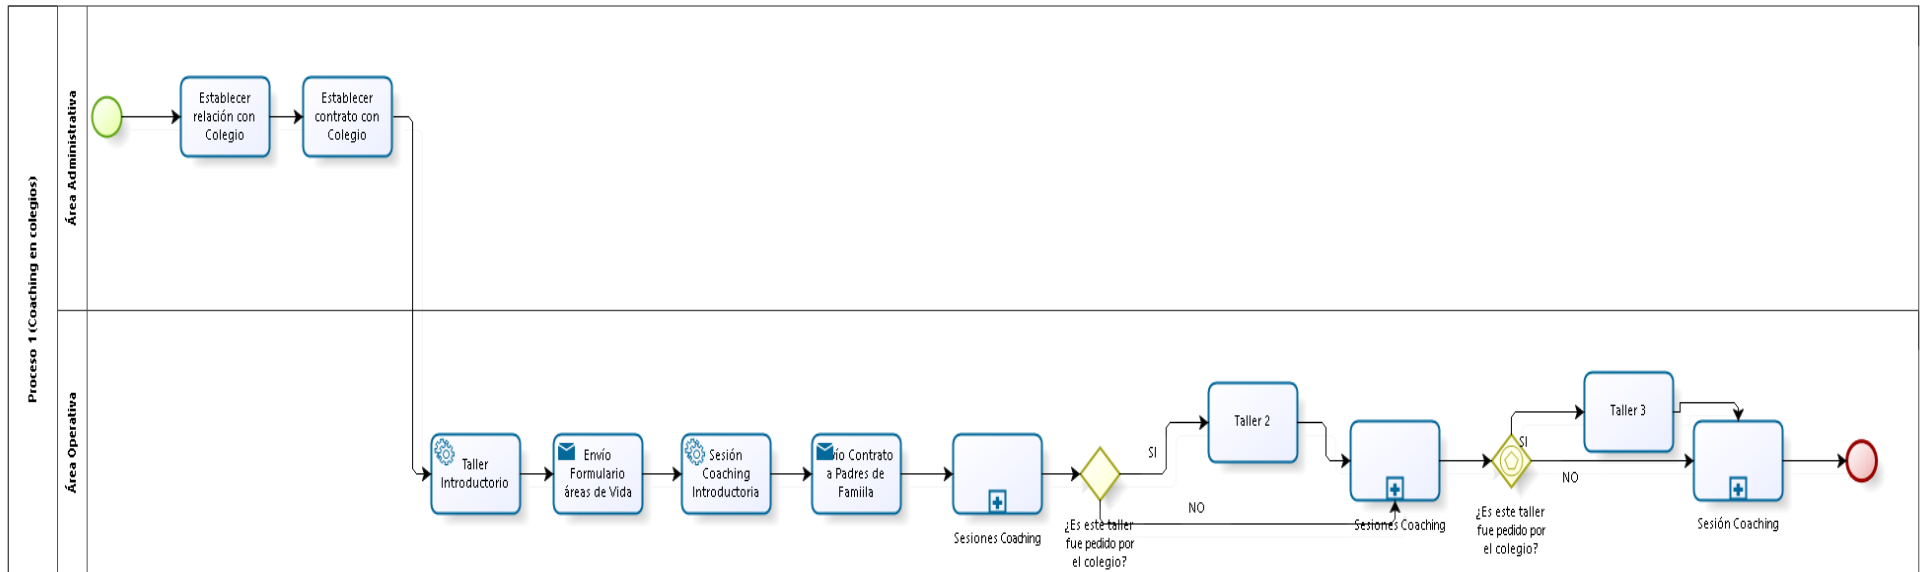 Proceso 1 (Coaching en colegios)
Área Administrativa
Establecer
relación con
Colegio
Establecer
contrato con
Colegio
Área Operativa
Taller
Introductorio
Envío
Formulario
áreas de Vida
Sesión
Coaching
Introductoria
ío Contrato
a Padres de
Famiila
Sesiones Coaching
¿Es este taller
fue pedido por
el colegio?
SI
NO
Taller 2
Sesiones Coaching
¿Es este taller
fue pedido por
el colegio?
SI
NO
Taller 3
Sesión Coaching